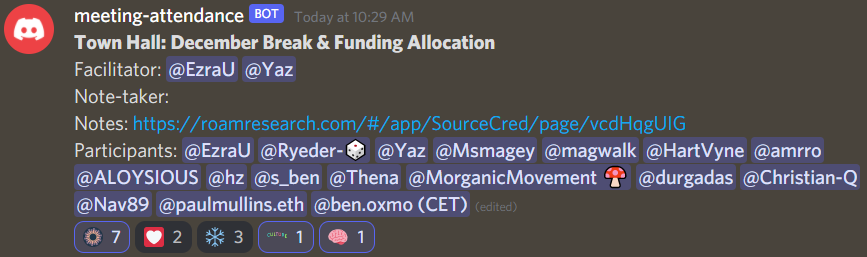 meeting-attendance BOT Today at 10:29 AM
Town Hall: December Break & Funding Allocation
Facilitator: @EzraU @Yaz
Note-taker:
Notes: https://roamresearch.com/#/app/SourceCred/page/vcdHqgUIG
Participants: @EzraU @Ryeder-🎲 @Yaz @Msmagey @magwalk @HartVyne @amrro
@ALOYSIOUS @hz @s_ben @Thena @MorganicMovement 🍄 @durgadas @Christian-Q
@Nav89 @paulmullins.eth @ben.oxmo (CET) (edited)
7 2 3 CULTURE 1 1